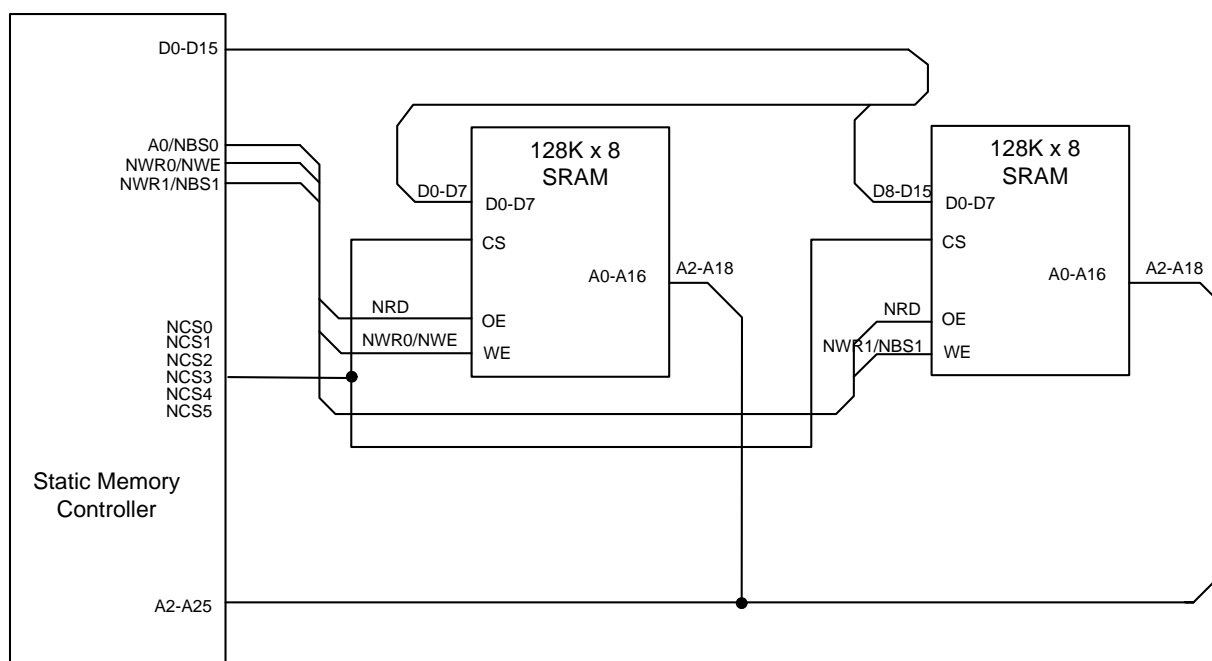 D0-D15
A0/NBS0
NWR0/NWE
NWR1/NBS1
NCS0
NCS1
NCS2
NCS3
NCS4
NCS5
Static Memory
Controller
A2-A25
128K x 8
SRAM
D0-D7
D0-D7
CS
A0-A16
A2-A18
NRD
OE
NWR0/NWE
WE
128K x 8
SRAM
D8-D15
D0-D7
CS
A0-A16
A2-A18
NRD
OE
NWR1/NBS1
WE